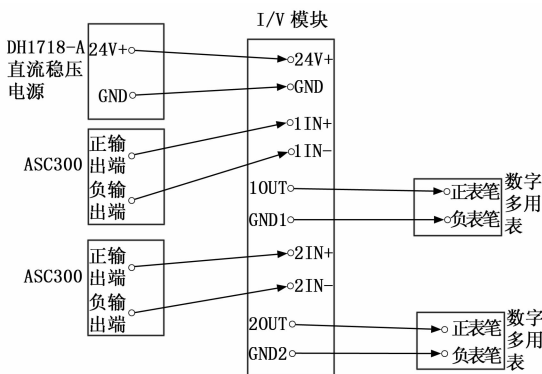 I/V 模块
DH1718-A
直流稳压
电源
24V+
GND
24V+
GND
ASC300
正输
出端
负输
出端
1IN+
1IN-
1OUT
GND1
正表笔
负表笔
数字
多用
表
ASC300
正输
出端
负输
出端
2IN+
2IN-
2OUT
GND2
正表笔
负表笔
数字
多用
表